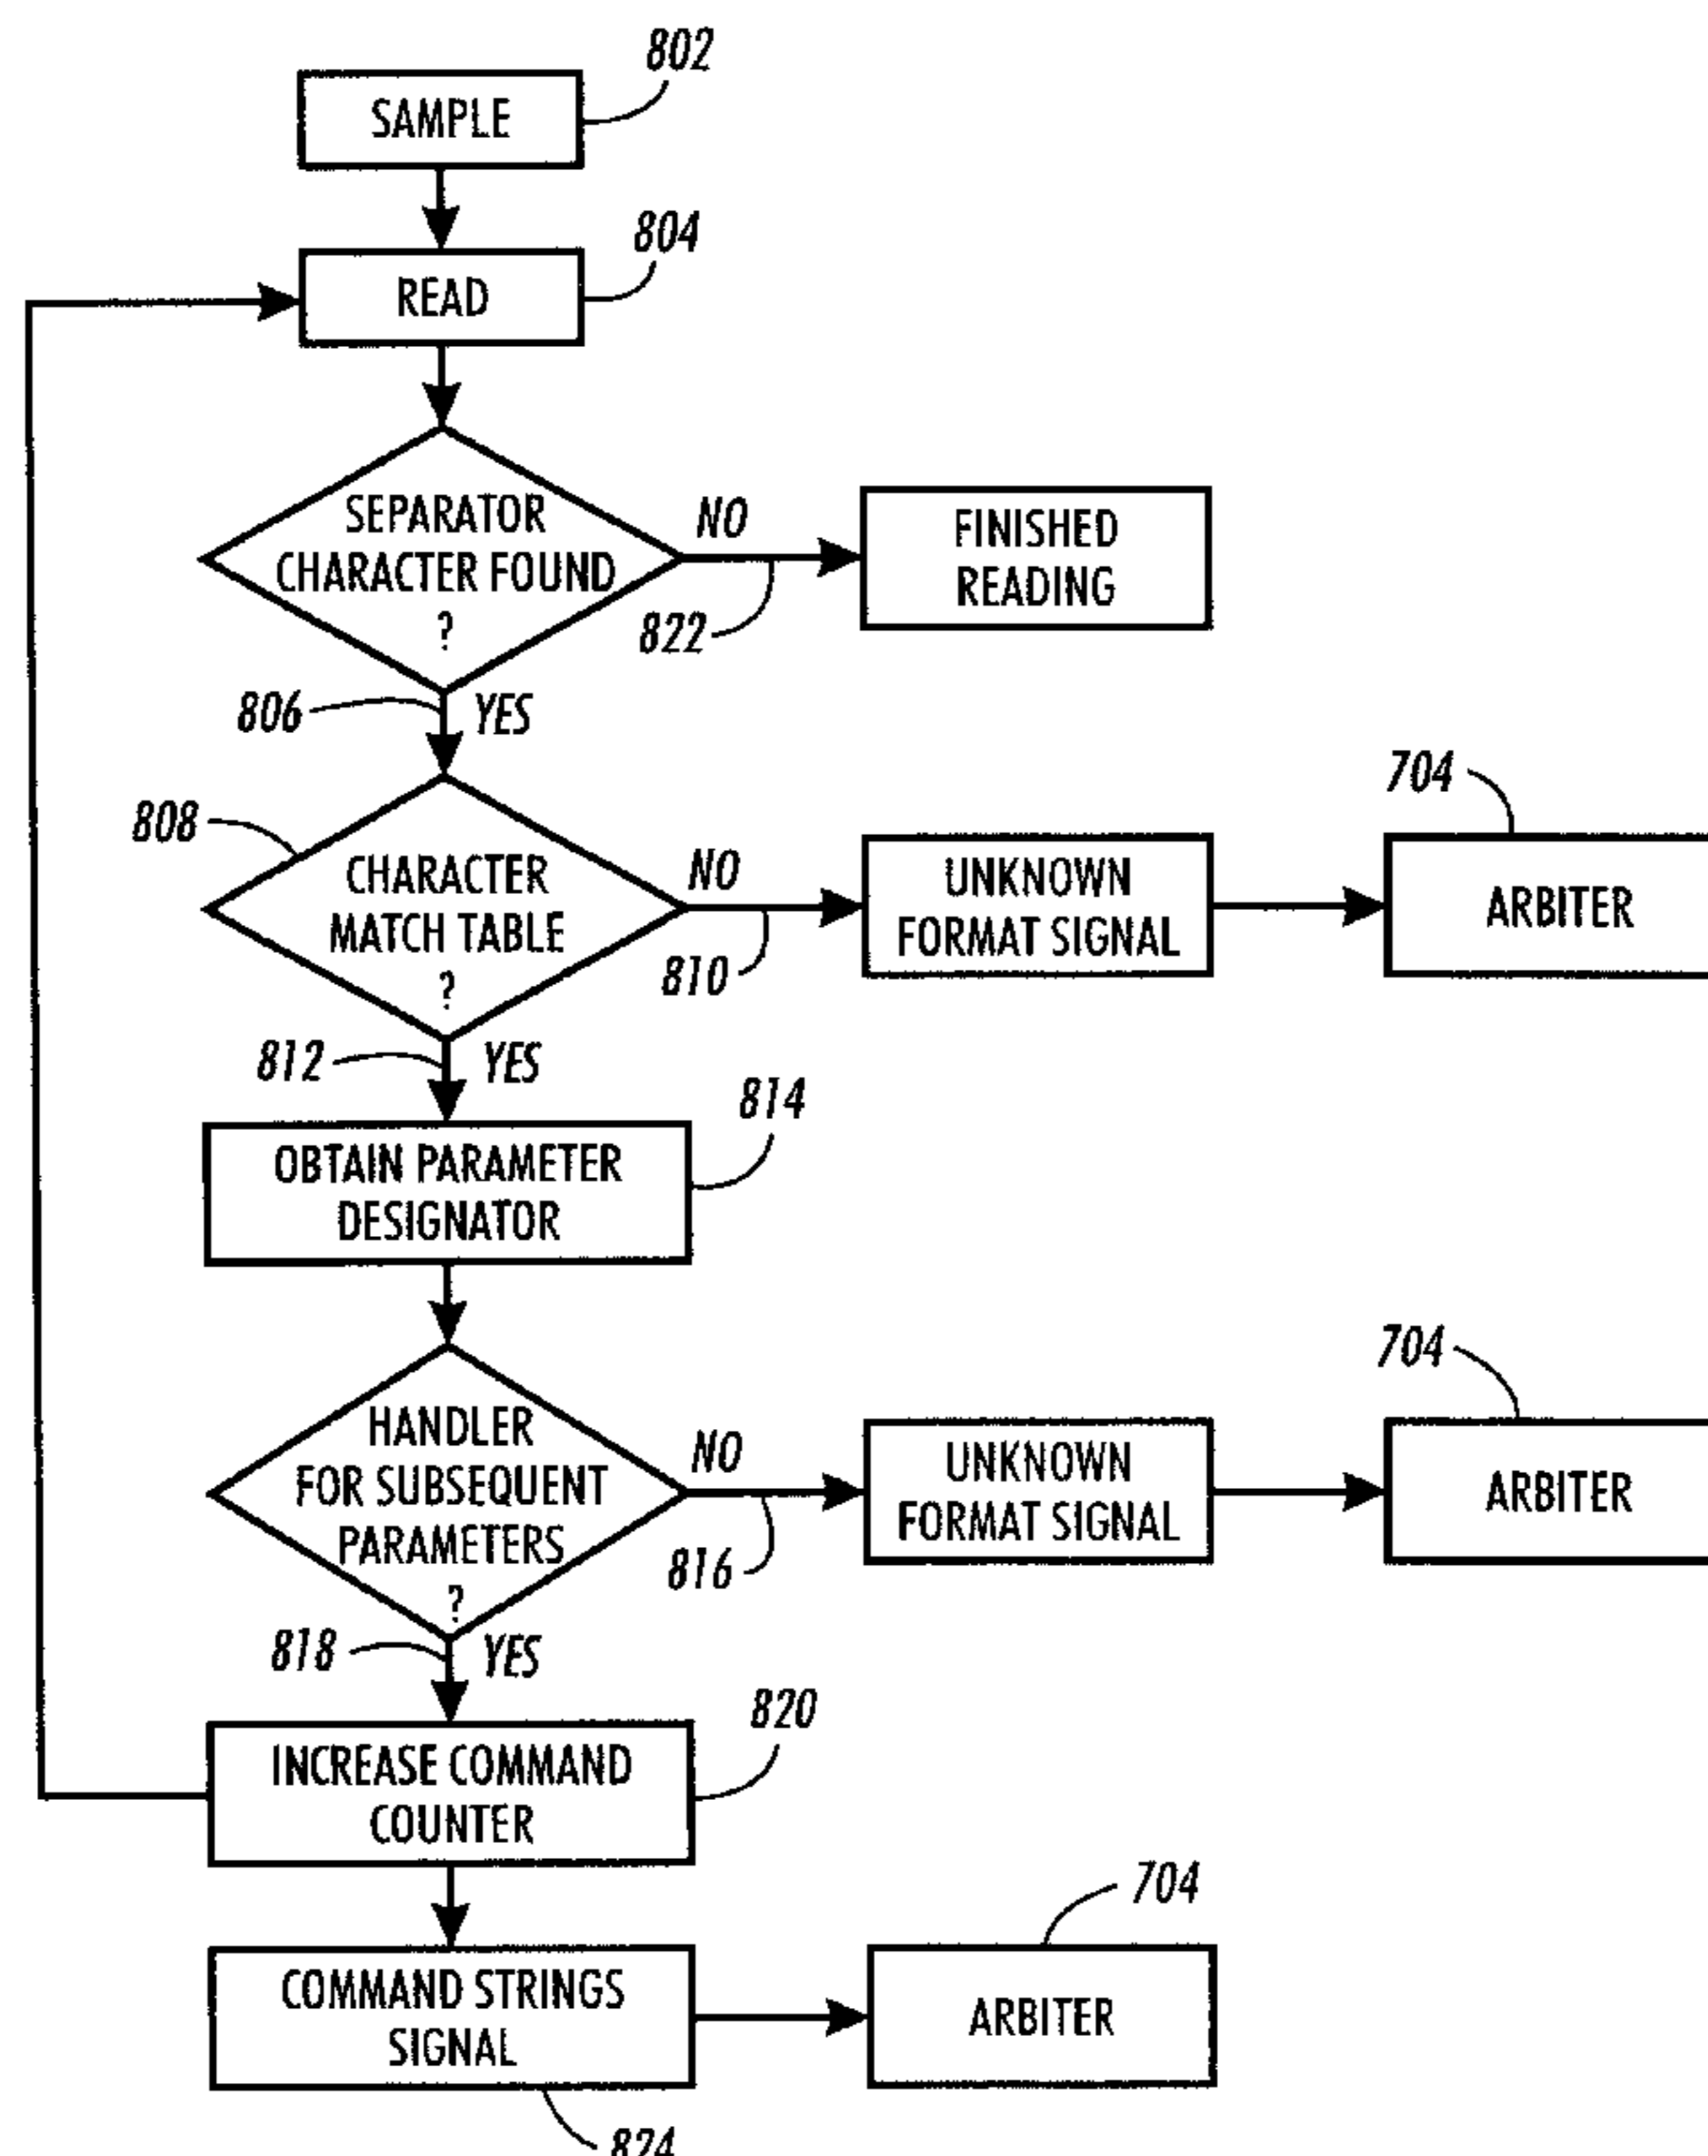 802
SAMPLE
804
READ
SEPARATOR
CHARACTER FOUND
?
NO
822
FINISHED
READING
806
YES
704
808
CHARACTER
MATCH TABLE
?
NO
810
UNKNOWN
FORMAT SIGNAL
ARBITER
812
YES
814
OBTAIN PARAMETER
DESIGNATOR
704
HANDLER
FOR SUBSEQUENT
PARAMETERS
?
NO
816
UNKNOWN
FORMAT SIGNAL
ARBITER
818
YES
820
INCREASE COMMAND
COUNTER
704
COMMAND STRINGS
SIGNAL
ARBITER
824